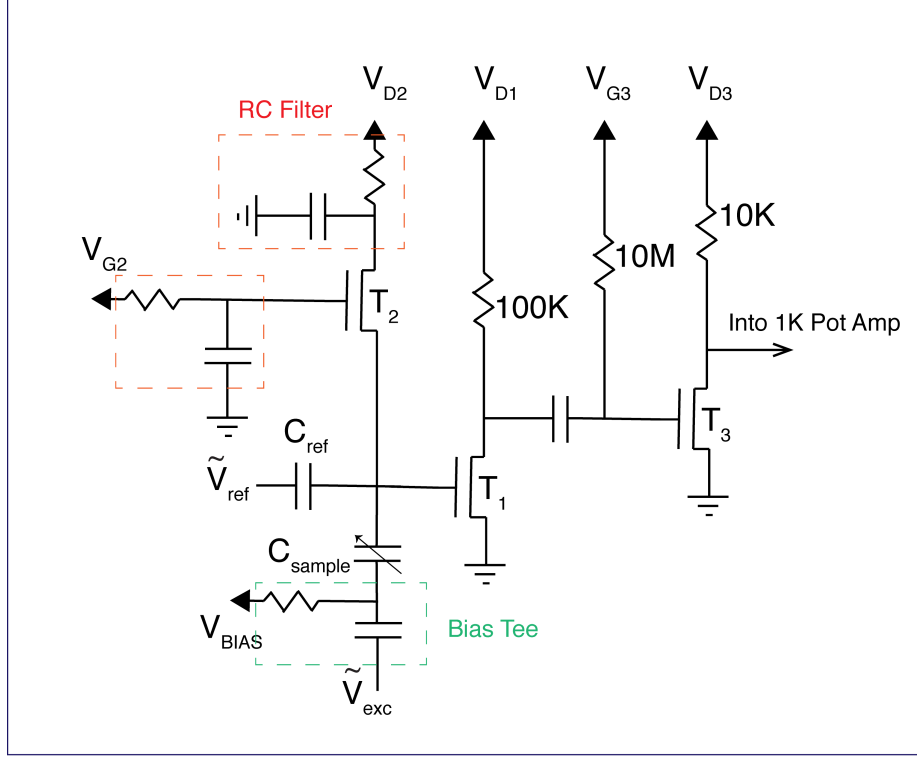 V_D2
V_D1
V_G3
V_D3
RC Filter
10K
V_G2
10M
T_2
100K
Into 1K Pot Amp
C_ref
T_3
Ṽ_ref
T_1
C_sample
V_BIAS
Bias Tee
Ṽ_exc